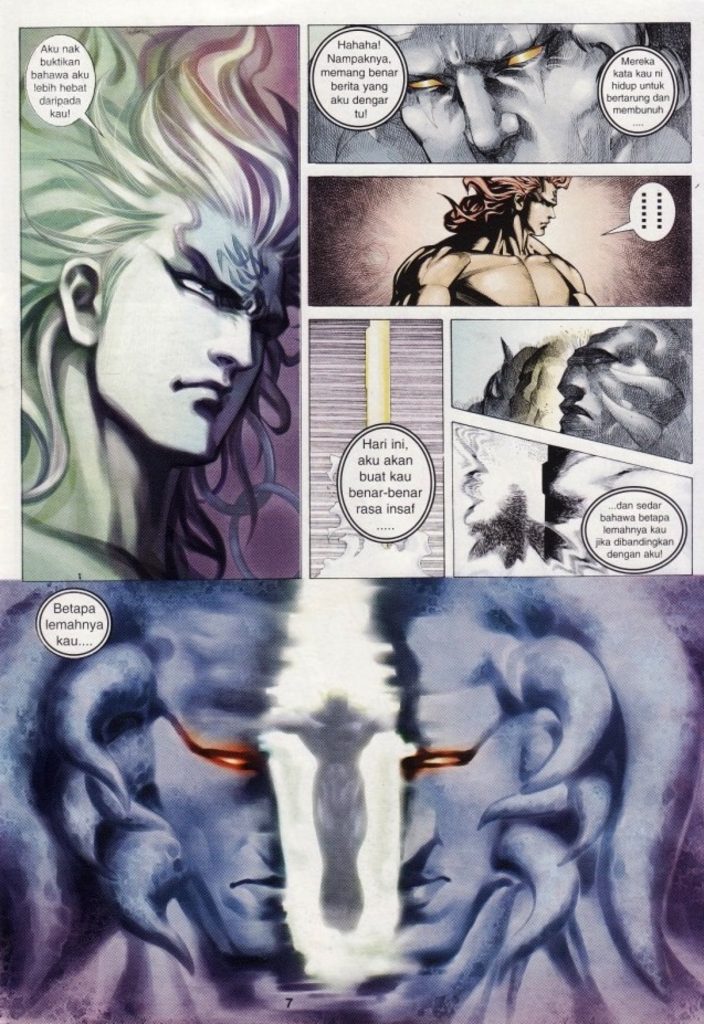 Aku nak
buktikan
bahawa aku
lebih hebat
daripada
kau!
Hahaha!
Nampaknya,
memang benar
berita yang
aku dengar
tu!
Mereka
kata kau ni
hidup untuk
bertarung dan
membunuh
....
Hari ini,
aku akan
buat kau
benar-benar
rasa insaf
.....
...dan sedar
bahawa betapa
lemahnya kau
jika dibandingkan
dengan aku!
Betapa
lemahnya
kau....
7